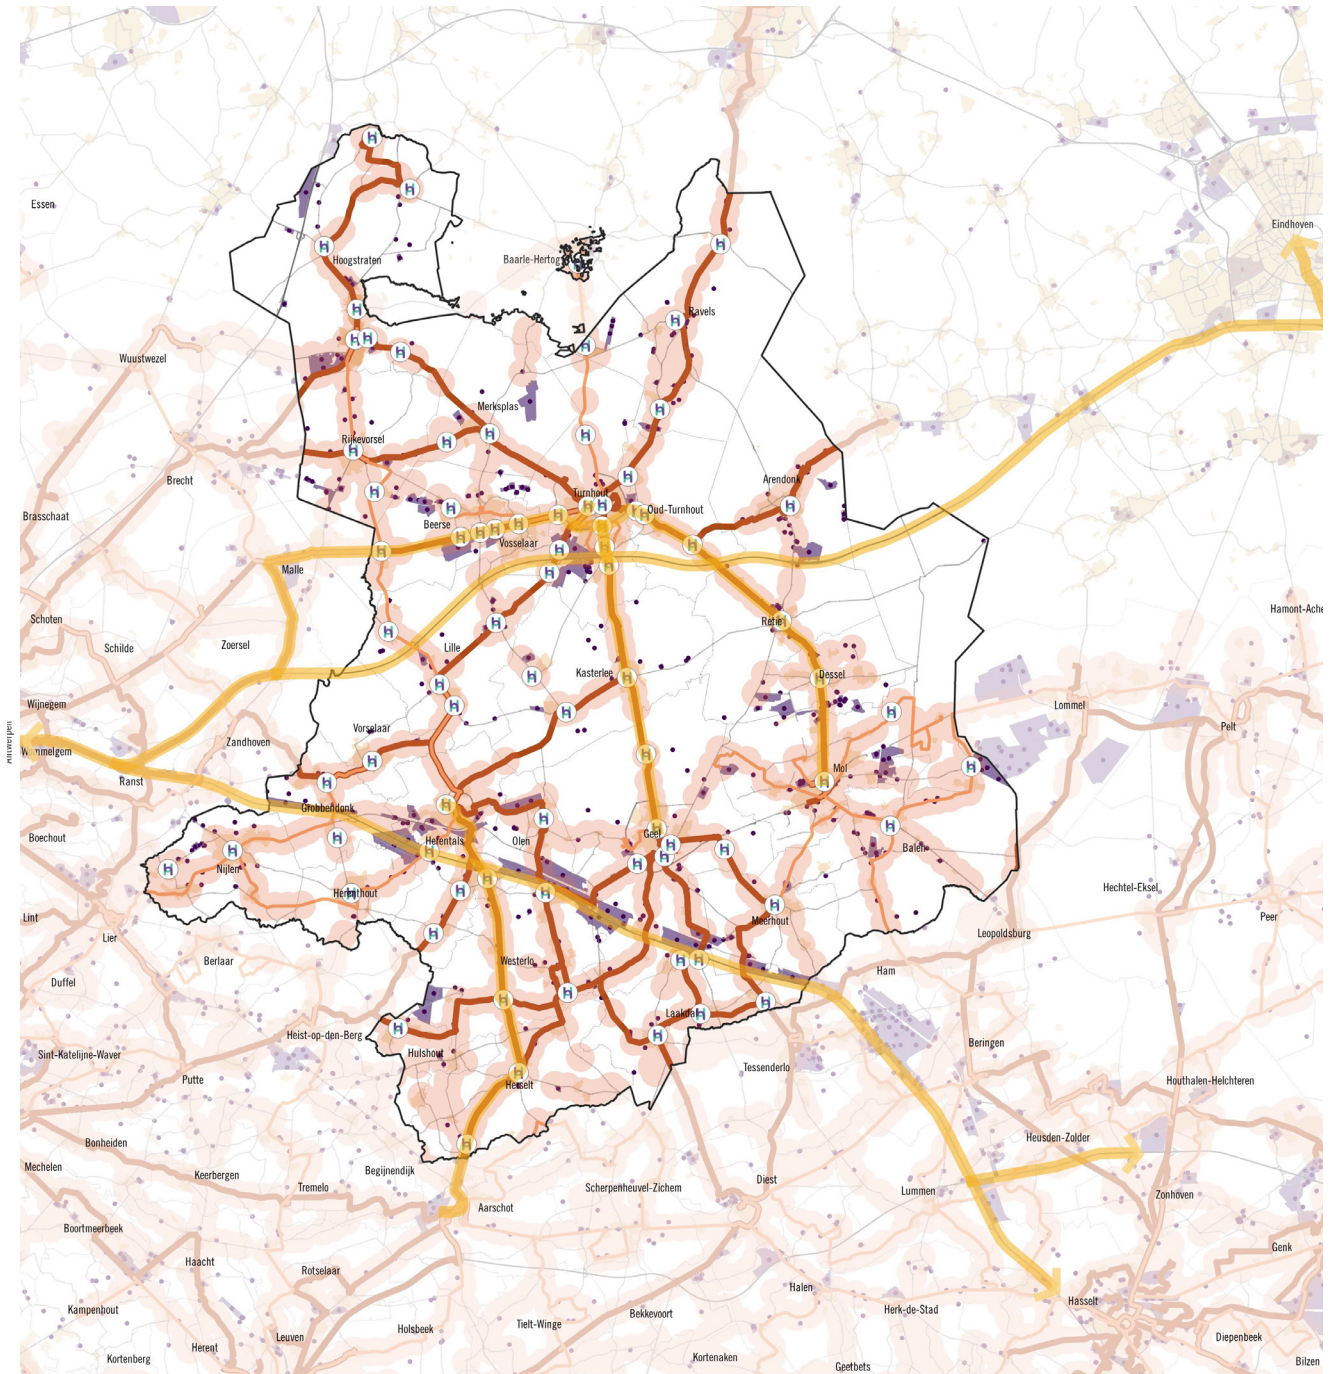 Essen
Eindhoven
Baarle-Hertog
Hoogstraten
Ravels
Wuustwezel
Merksplas
Rijkevorsel
Brecht
Arendonk
Turnhout
Oud-Turnhout
Brasschaat
Beerse
Vosselaar
Malle
Hamont-Ache
Schoten
Retie
Schilde
Zoersel
Lille
Kasterlee
Dessel
Wijnegem
Lommel
Antwerpen
Vorselaar
Pelt
Zandhoven
Wommelgem
Mol
Ranst
Grobbendonk
Boechout
Geel
Herentals
Olen
Balen
Nijlen
Hechtel-Eksel
Herenthout
Lint
Meerhout
Peer
Lier
Leopoldsburg
Berlaar
Westerlo
Ham
Duffel
Laakdal
Heist-op-den-Berg
Beringen
Sint-Katelijne-Waver
Hulshout
Tessenderlo
Putte
Herselt
Houthalen-Helchteren
Bonheiden
Heusden-Zolder
Mechelen
Begijnendijk
Keerbergen
Diest
Tremelo
Scherpenheuvel-Zichem
Lummen
Zonhoven
Aarschot
Boortmeerbeek
Genk
Haacht
Rotselaar
Halen
Hasselt
Kampenhout
Herk-de-Stad
Bekkevoort
Tielt-Winge
Holsbeek
Leuven
Diepenbeek
Herent
Kortenberg
Kortenaken
Bilzen
Geetbets